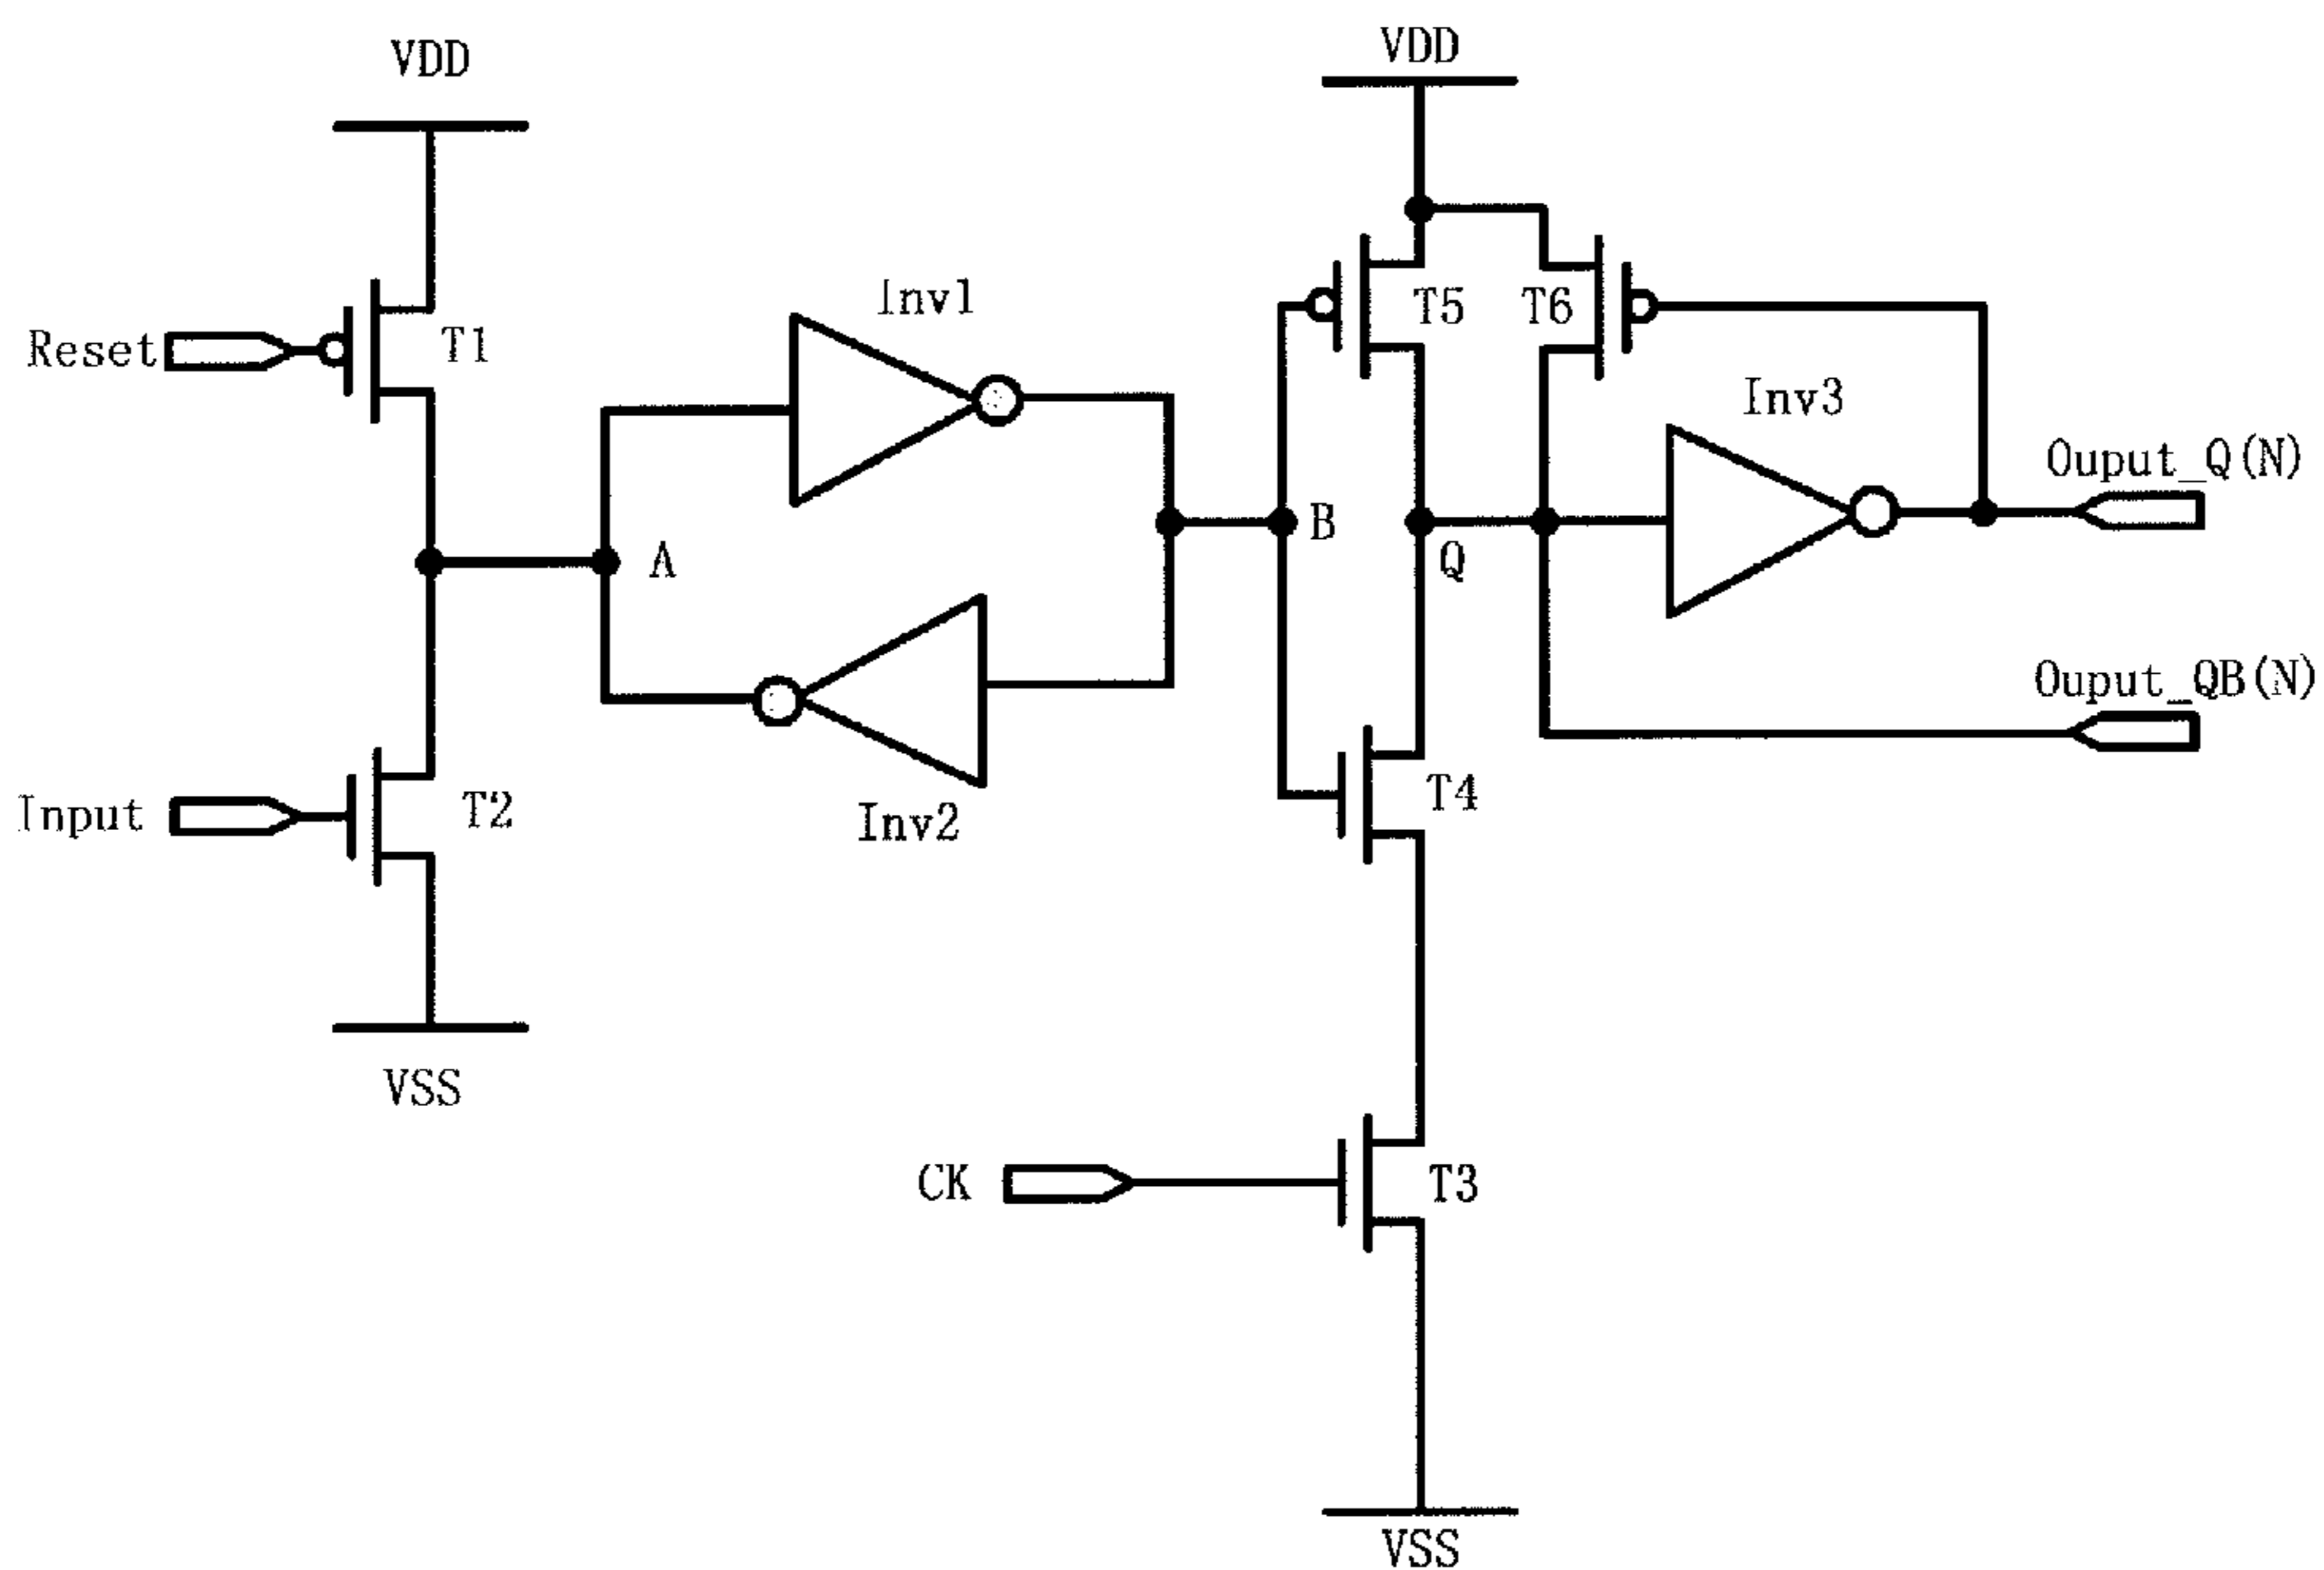 VDD
VDD
Reset
T1
Inv1
T5
T6
Inv3
Ouput_Q(N)
A
B
Q
Ouput_QB(N)
Input
T2
Inv2
T4
VSS
CK
T3
VSS